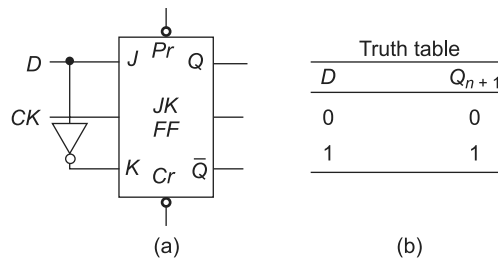 D
J
Pr
Q
CK
JK
FF
K
Cr
Q̄
(a)
Truth table
D Qn + 1
0 0
1 1
(b)